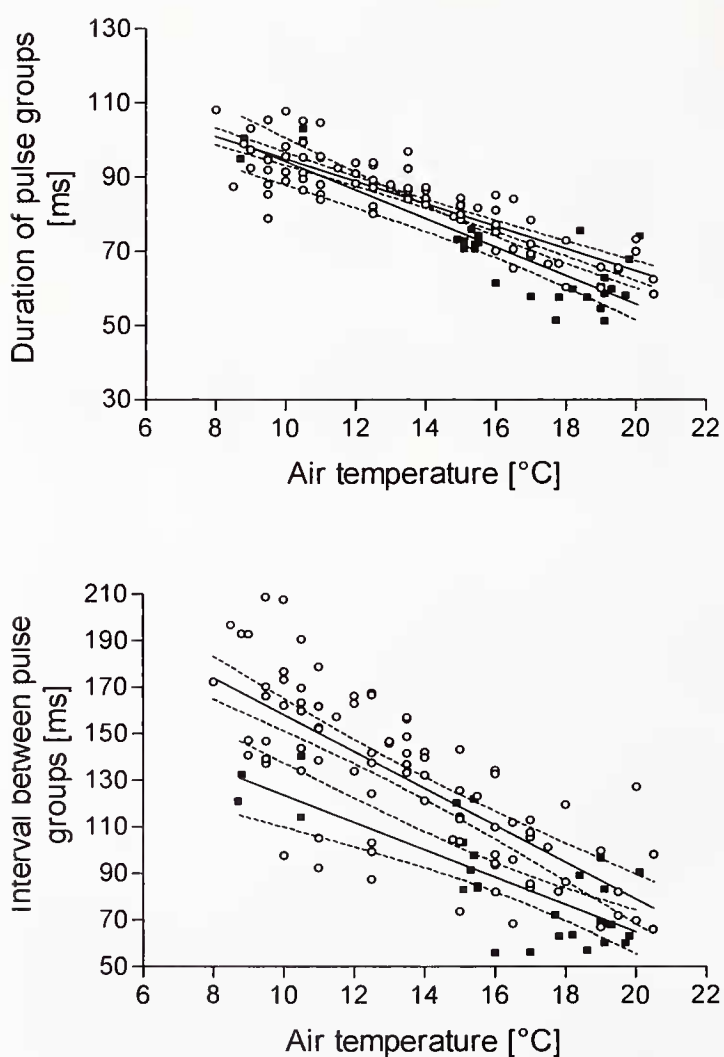 Duration of pulse groups
[ms]
130
110
90
70
50
30
6 8 10 12 14 16 18 20 22
Air temperature [°C]
Interval between pulse
groups [ms]
210
190
170
150
130
110
90
70
50
6 8 10 12 14 16 18 20 22
Air temperature [°C]